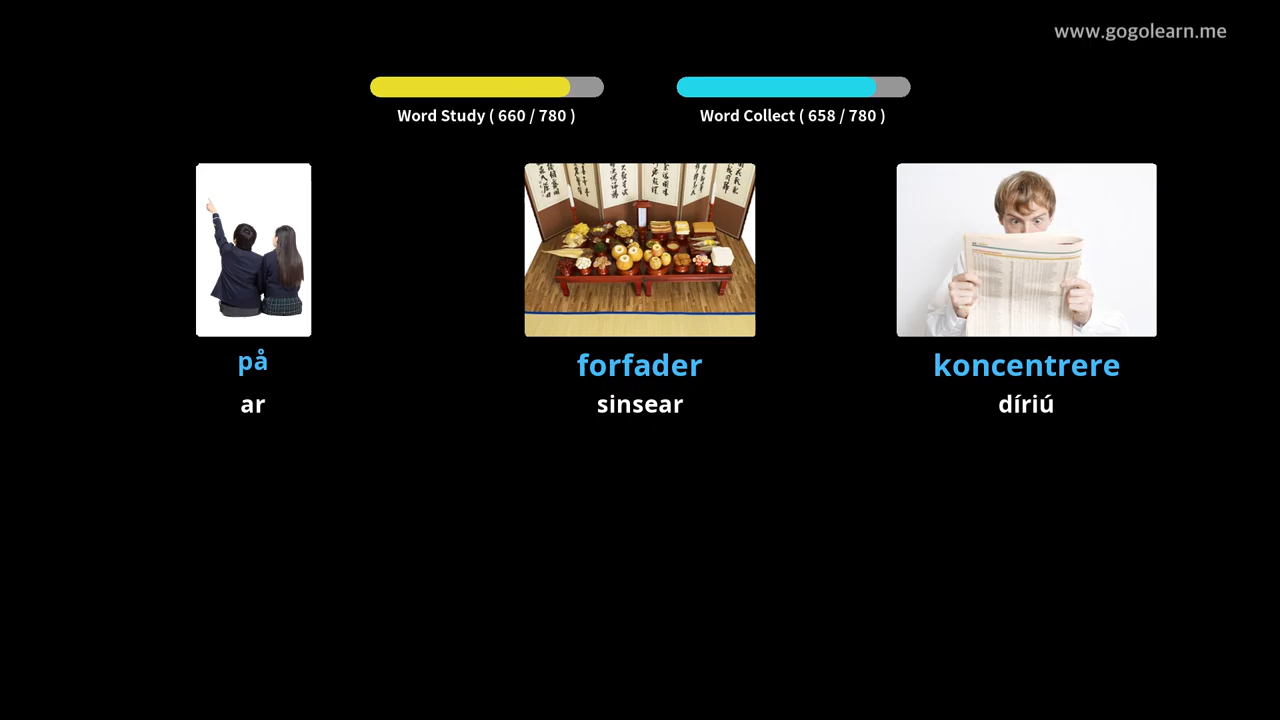 www.gogolearn.me
Word Study ( 660 / 780 )
Word Collect ( 658 / 780 )
på
forfader
koncentrere
ar
sinsear
díriú